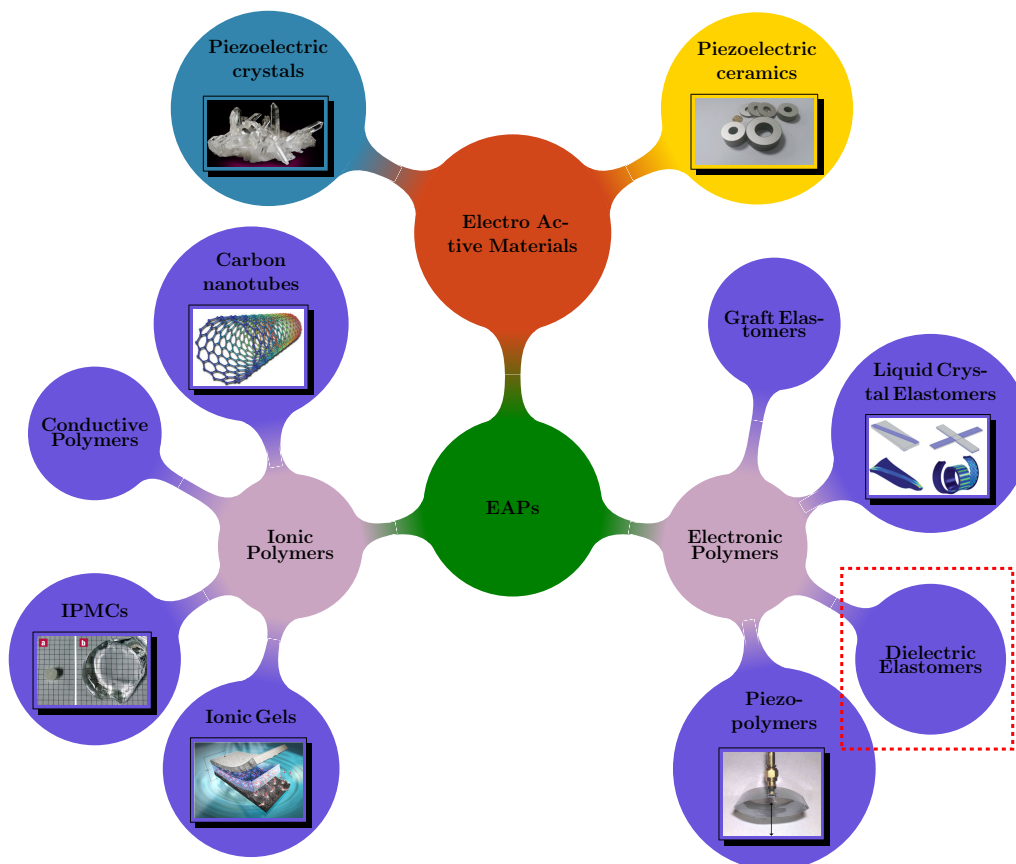 Piezoelectric
crystals
Piezoelectric
ceramics
Electro Ac-
tive Materials
Carbon
nanotubes
Graft Elas-
tomers
Liquid Crys-
tal Elastomers
Conductive
Polymers
EAPs
Ionic
Polymers
Electronic
Polymers
IPMCs
a
b
Dielectric
Elastomers
Ionic Gels
Piezo-
polymers